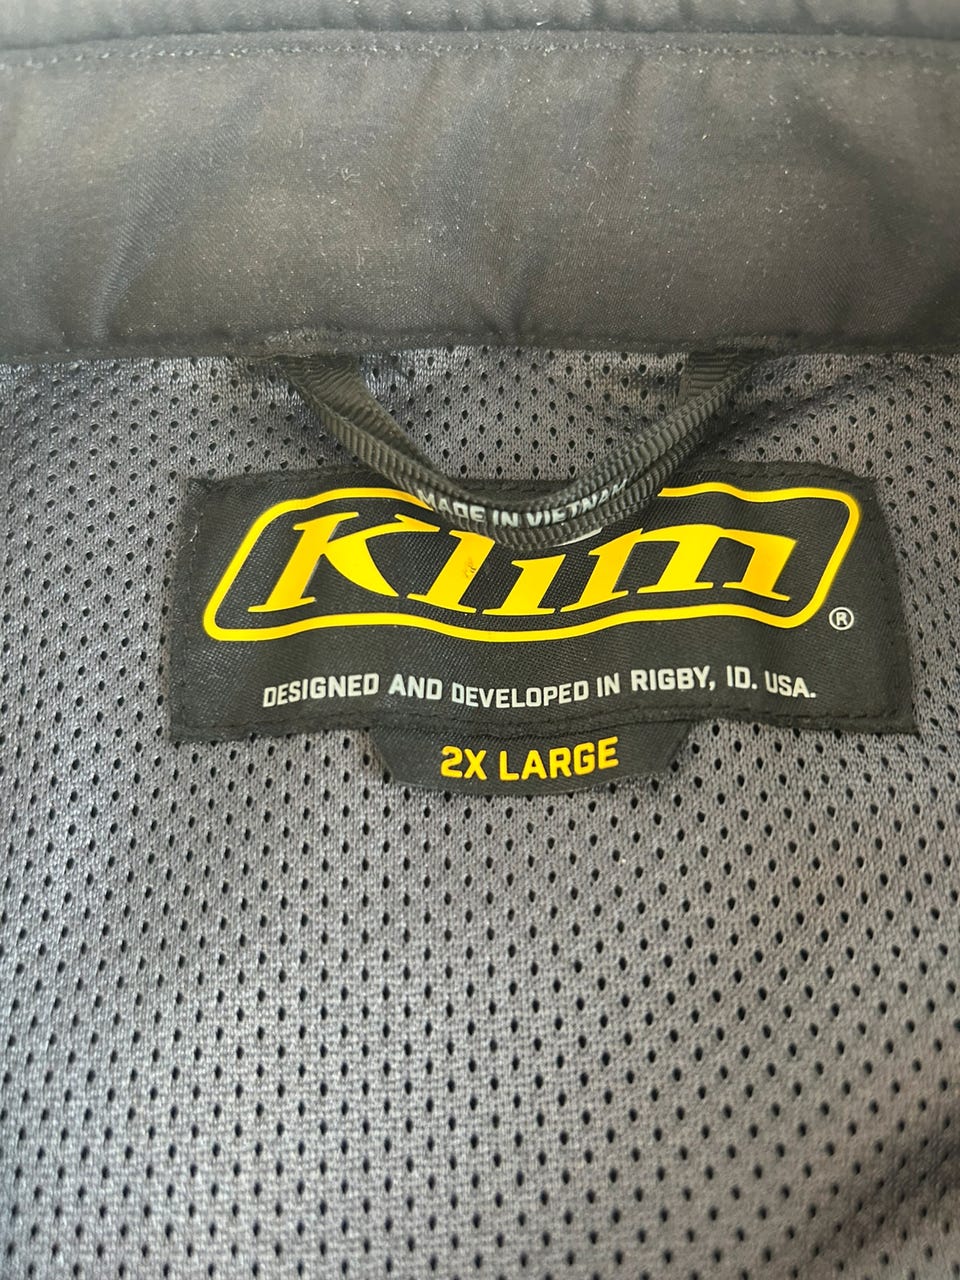 MADE IN VIETNAM
Klim
®
DESIGNED AND DEVELOPED IN RIGBY, ID. USA.
2X LARGE